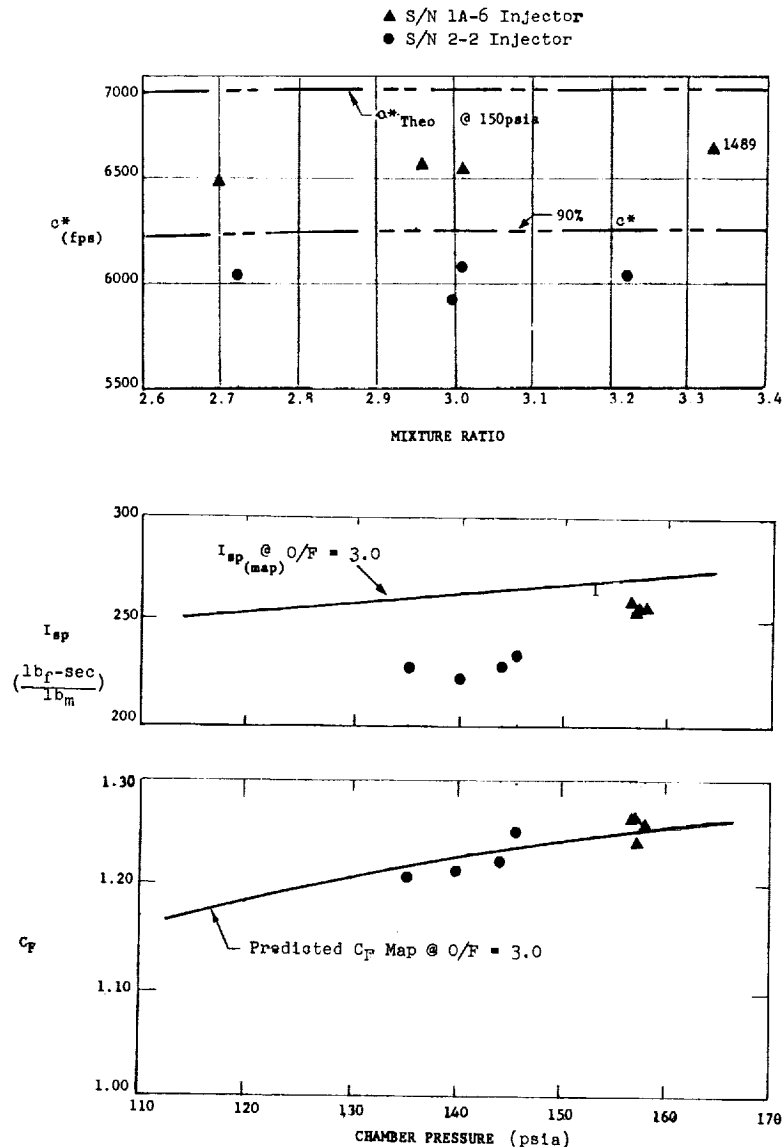 ▲ S/N 1A-6 Injector
● S/N 2-2 Injector
7000
c*Theo @ 150psia
1489
6500
c*
(fps)
90% c*
6000
5500
2.6 2.7 2.8 2.9 3.0 3.1 3.2 3.3 3.4
MIXTURE RATIO
300
Isp(map) @ O/F = 3.0
I
250
Isp
(lbf-sec
lbm)
200
1.30
1.20
CF
Predicted CF Map @ O/F = 3.0
1.10
1.00
110 120 130 140 150 160 170
CHAMBER PRESSURE (psia)